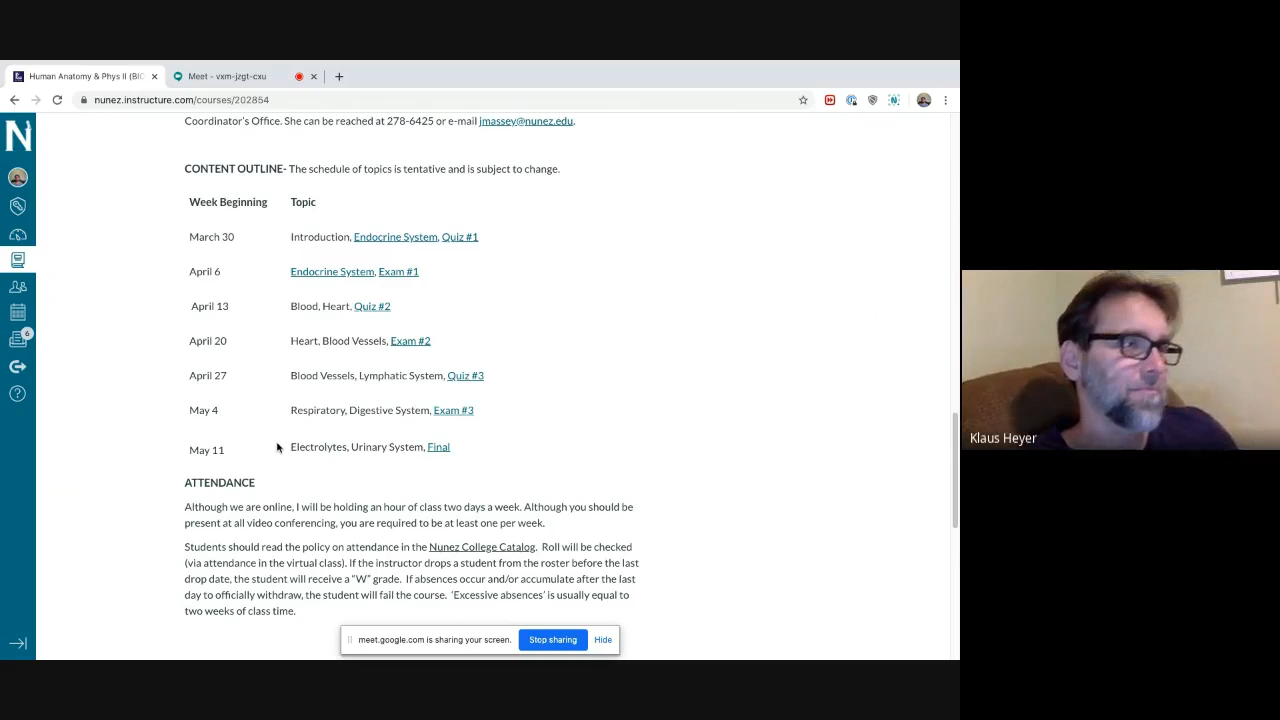 Human Anatomy & Phys II (BIO
Meet - vxm-jzgt-cxu
nunez.instructure.com/courses/202854
N
Coordinator's Office. She can be reached at 278-6425 or e-mail jmassey@nunez.edu.
CONTENT OUTLINE- The schedule of topics is tentative and is subject to change.
Week Beginning Topic
March 30 Introduction, Endocrine System, Quiz #1
April 6 Endocrine System, Exam #1
April 13 Blood, Heart, Quiz #2
April 20 Heart, Blood Vessels, Exam #2
6
April 27 Blood Vessels, Lymphatic System, Quiz #3
May 4 Respiratory, Digestive System, Exam #3
May 11 Electrolytes, Urinary System, Final
Klaus Heyer
ATTENDANCE
Although we are online, I will be holding an hour of class two days a week. Although you should be
present at all video conferencing, you are required to be at least one per week.
Students should read the policy on attendance in the Nunez College Catalog. Roll will be checked
(via attendance in the virtual class). If the instructor drops a student from the roster before the last
drop date, the student will receive a “W” grade. If absences occur and/or accumulate after the last
day to officially withdraw, the student will fail the course. ‘Excessive absences’ is usually equal to
two weeks of class time.
meet.google.com is sharing your screen. Stop sharing Hide